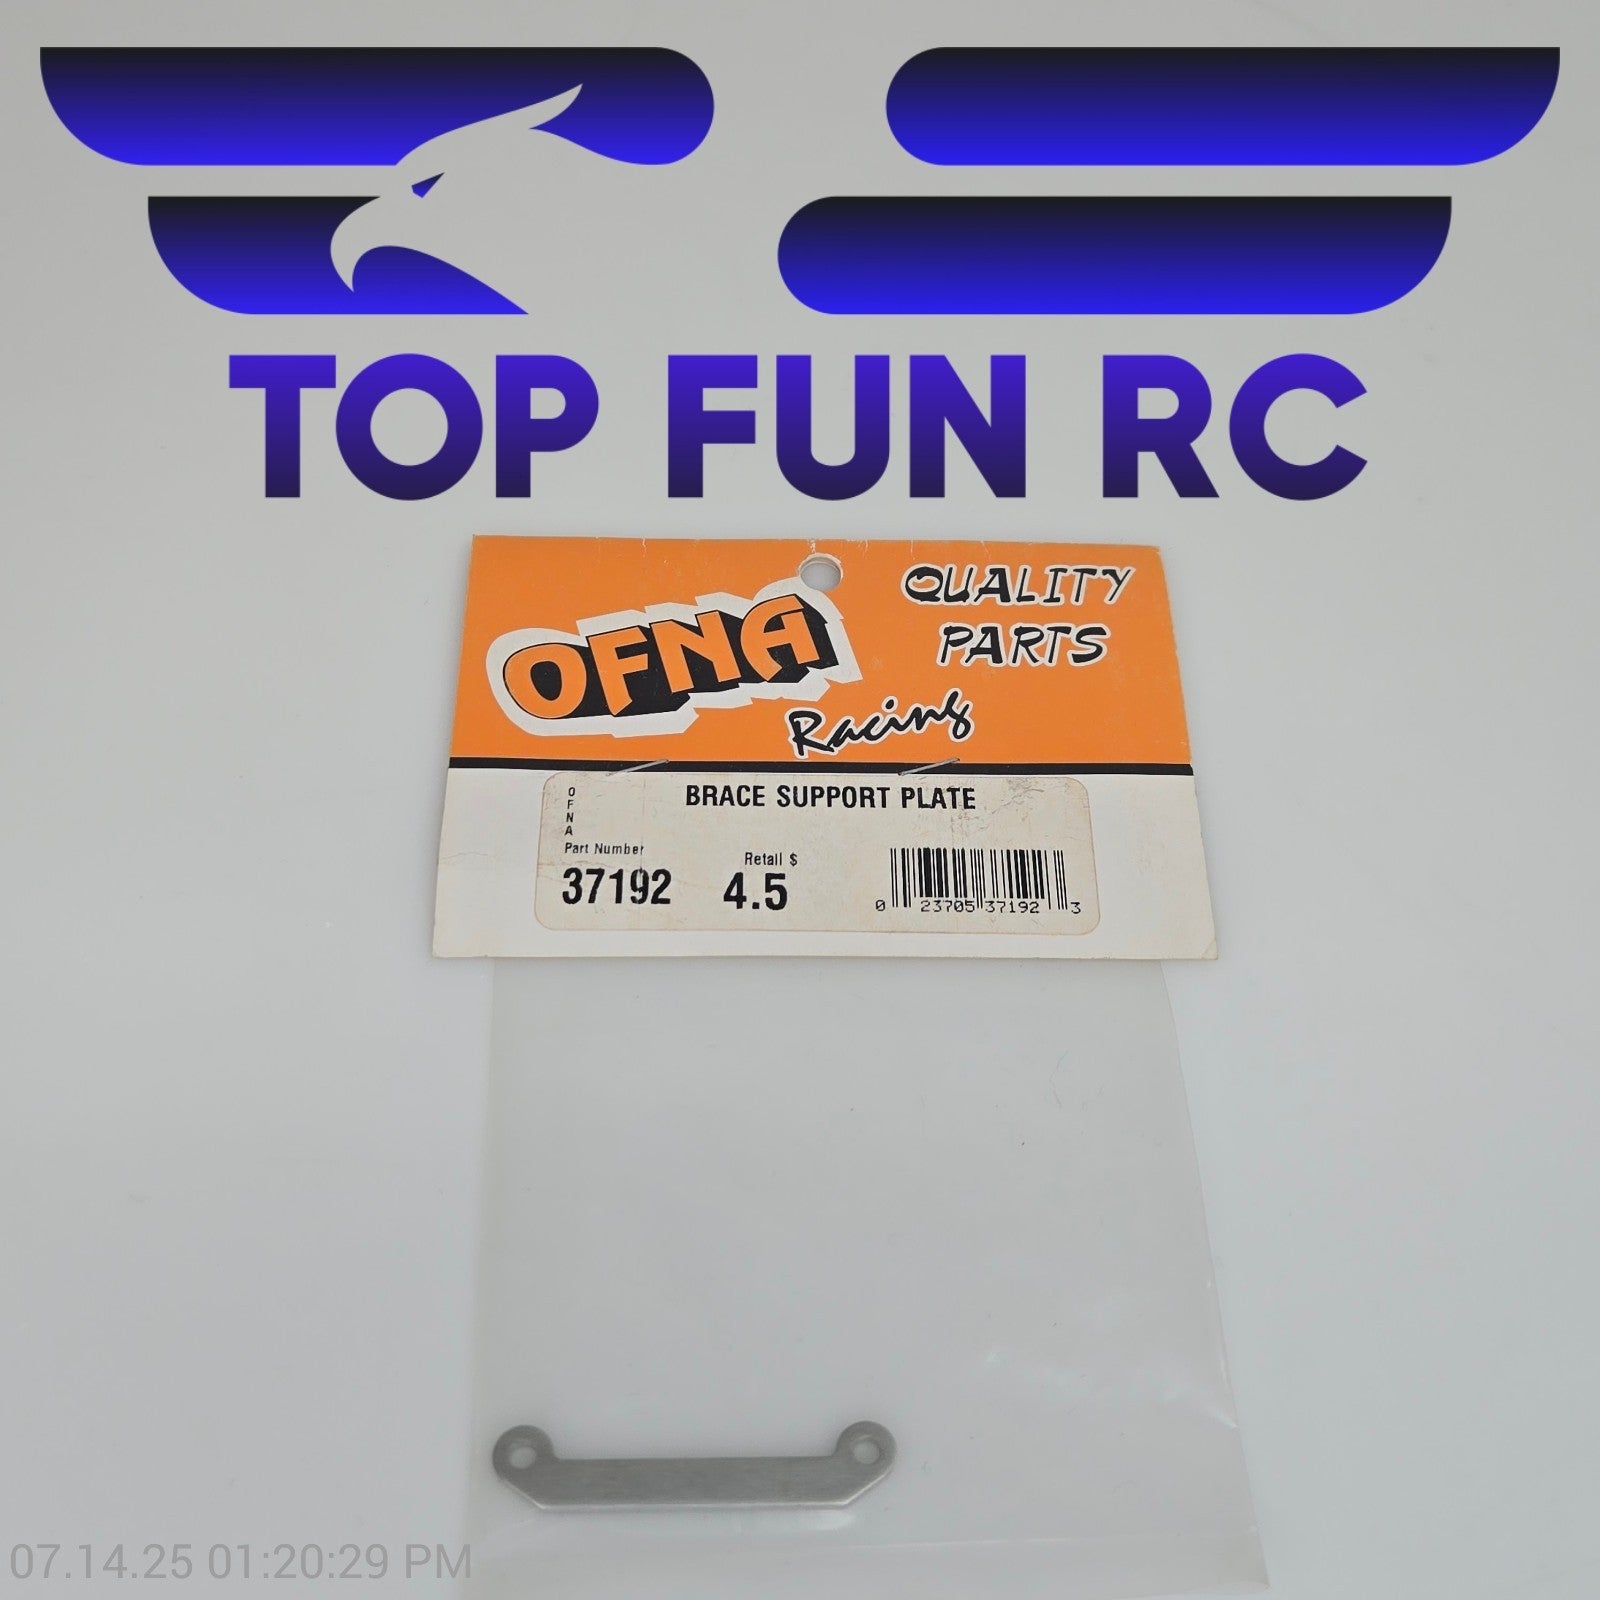 TOP FUN RC
OFNA
Racing
QUALITY
PARTS
BRACE SUPPORT PLATE
OFNA
Part Number
37192
Retail $
4.5
0 23705 37192 3
07.14.25 01:20:29 PM